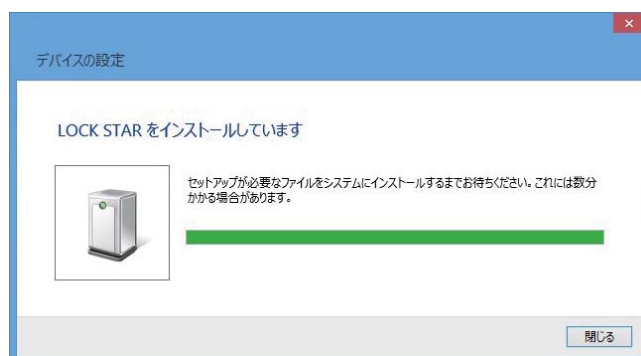 デバイスの設定
LOCK STAR をインストールしています
セットアップが必要なファイルをシステムにインストールするまでお待ちください。これには数分
かかる場合があります。
閉じる